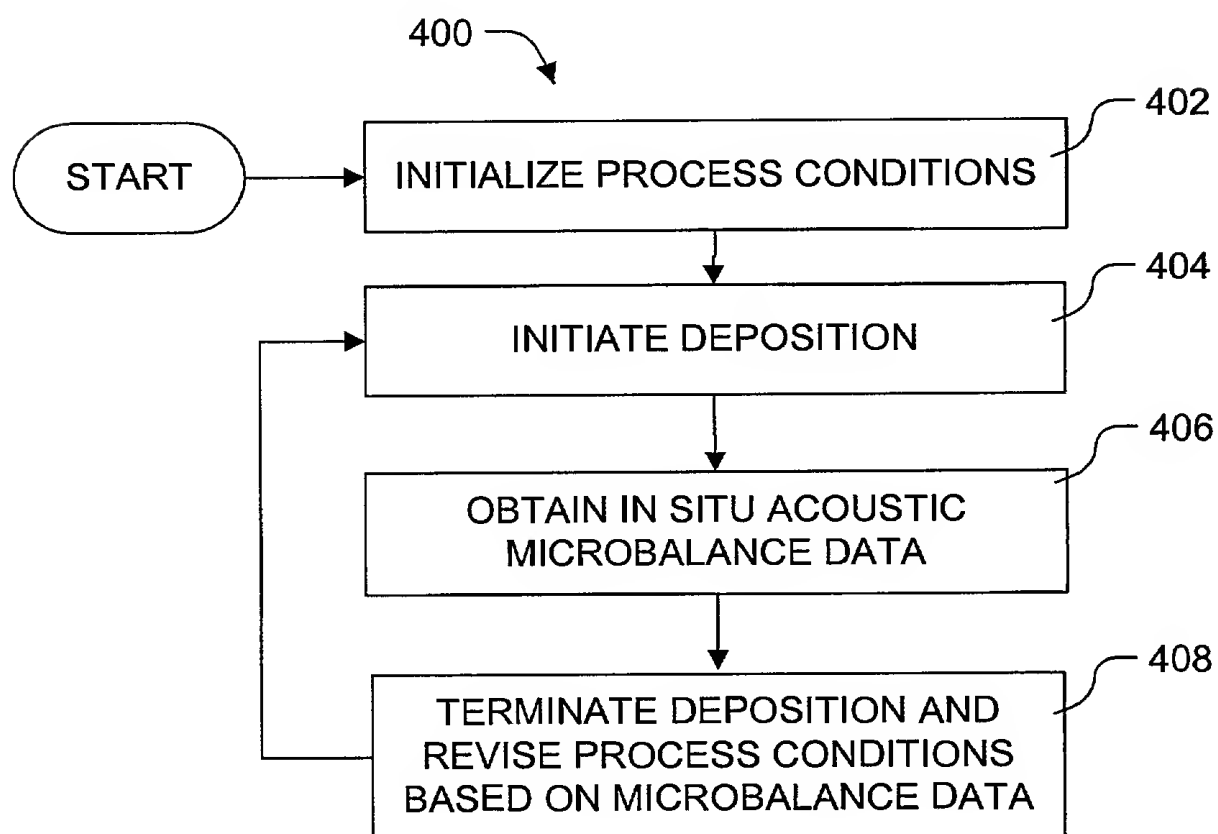 400
402
START
INITIALIZE PROCESS CONDITIONS
404
INITIATE DEPOSITION
406
OBTAIN IN SITU ACOUSTIC
MICROBALANCE DATA
408
TERMINATE DEPOSITION AND
REVISE PROCESS CONDITIONS
BASED ON MICROBALANCE DATA